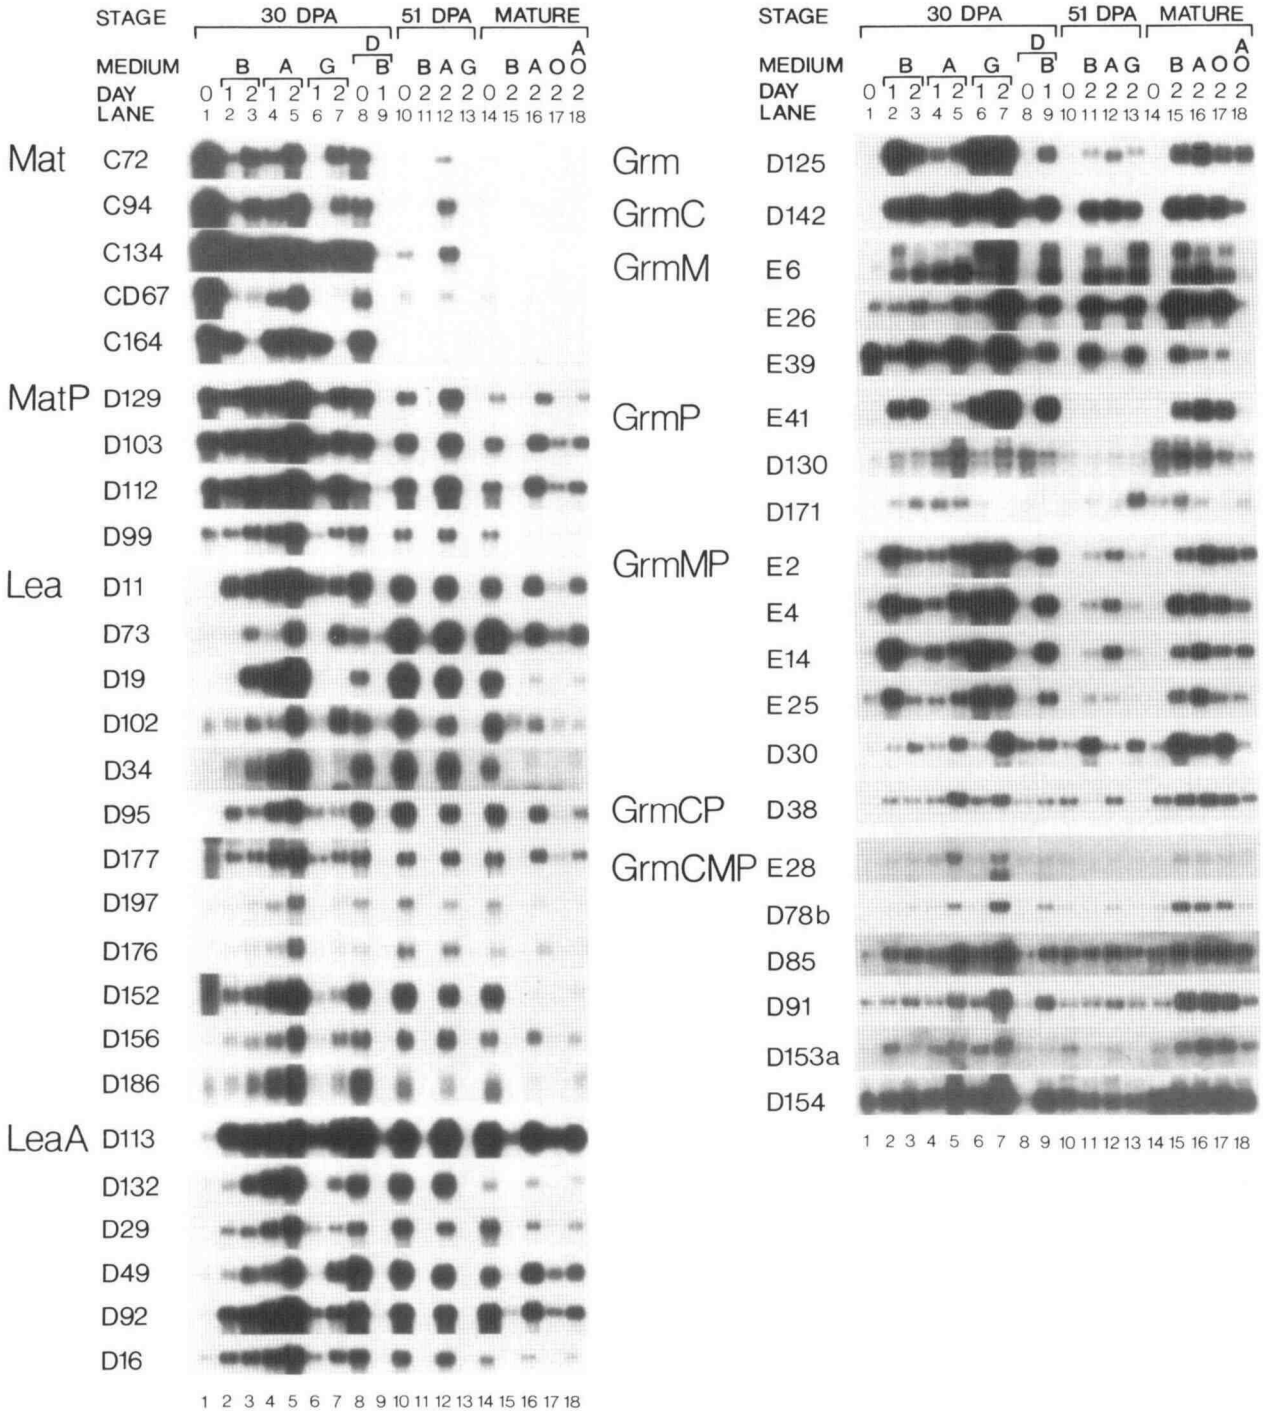 STAGE 30 DPA 51 DPA MATURE
D A
MEDIUM B A G B B A G B A O O
DAY 0 1 2 1 2 1 2 0 1 0 2 2 2 0 2 2 2 2
LANE 1 2 3 4 5 6 7 8 9 10 11 12 13 14 15 16 17 18
Mat C72
C94
C134
CD67
C164
MatP D129
D103
D112
D99
Lea D11
D73
D19
D102
D34
D95
D177
D197
D176
D152
D156
D186
LeaA D113
D132
D29
D49
D92
D16
1 2 3 4 5 6 7 8 9 10 11 12 13 14 15 16 17 18
STAGE 30 DPA 51 DPA MATURE
D A
MEDIUM B A G B B A G B A O O
DAY 0 1 2 1 2 1 2 0 1 0 2 2 2 0 2 2 2 2
LANE 1 2 3 4 5 6 7 8 9 10 11 12 13 14 15 16 17 18
Grm D125
GrmC D142
GrmM E6
E26
E39
GrmP E41
D130
D171
GrmMP E2
E4
E14
E25
D30
GrmCP D38
GrmCMP E28
D78b
D85
D91
D153a
D154
1 2 3 4 5 6 7 8 9 10 11 12 13 14 15 16 17 18